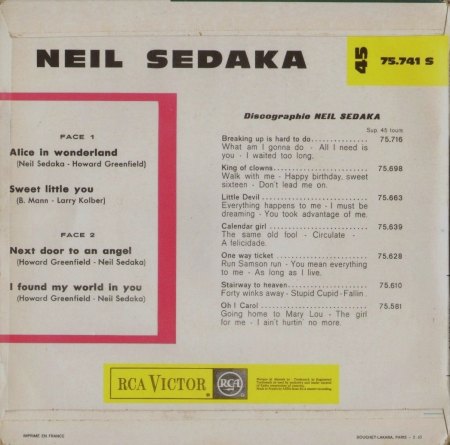 NEIL SEDAKA
45
75.741 S
FACE 1
Alice in wonderland
(Neil Sedaka - Howard Greenfield)
Sweet little you
(B. Mann - Larry Kolber)
FACE 2
Next door to an angel
(Howard Greenfield - Neil Sedaka)
I found my world in you
(Howard Greenfield - Neil Sedaka)
Discographie NEIL SEDAKA
Sup. 45 tours
Breaking up is hard to do................ 75.716
What am I gonna do - All I need is
you - I waited too long.
King of clowns.......................... 75.698
Walk with me - Happy birthday, sweet
sixteen - Don't lead me on.
Little Devil............................. 75.663
Everything happens to me - I must be
dreaming - You took advantage of me.
Calendar girl............................ 75.639
The same old fool - Circulate -
A felicidade.
One way ticket.......................... 75.628
Run Samson run - You mean everything
to me - As long as I live.
Stairway to heaven..................... 75.610
Forty winks away - Stupid Cupid - Fallin
Oh ! Carol.............................. 75.581
Going home to Mary Lou - The girl
for me - I ain't hurtin' no more.
RCA VICTOR
RCA
IMPRIMÉ EN FRANCE